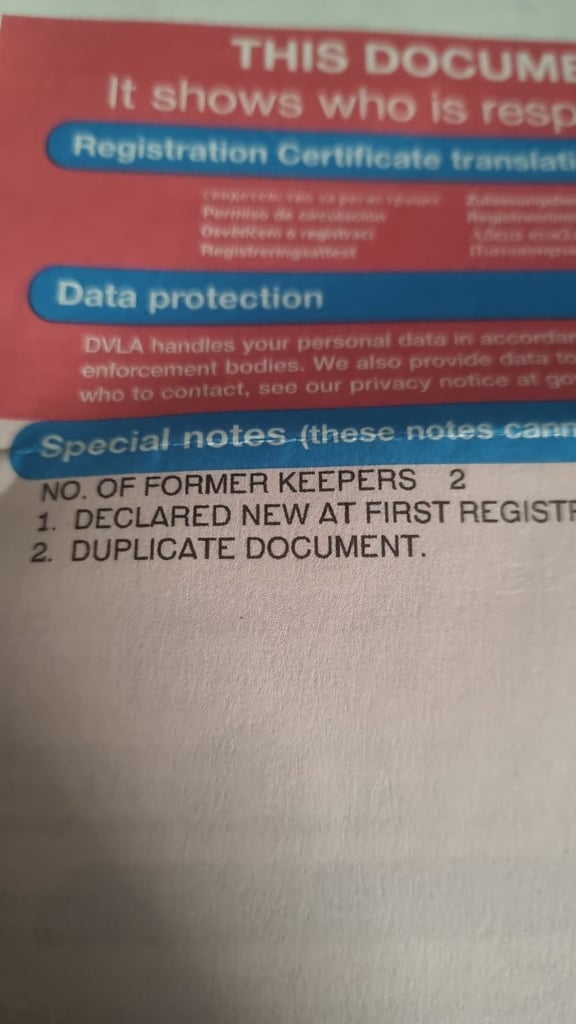 THIS DOCUME
It shows who is resp
Registration Certificate translati
Permiso de circulación
Osvědčení o registraci
Registreringsattest
Data protection
DVLA handles your personal data in accordan
enforcement bodies. We also provide data to
who to contact, see our privacy notice at go
Special notes (these notes cann
NO. OF FORMER KEEPERS 2
1. DECLARED NEW AT FIRST REGISTR
2. DUPLICATE DOCUMENT.